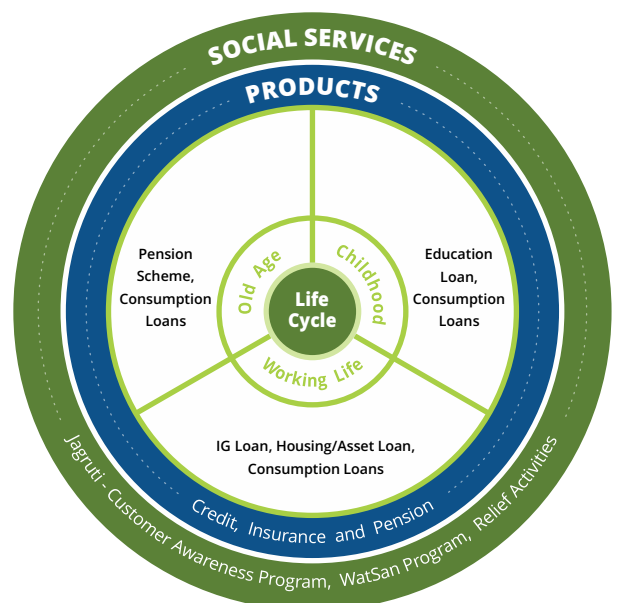 SOCIAL SERVICES
PRODUCTS
Old Age
Childhood
Life
Cycle
Working Life
Pension
Scheme,
Consumption
Loans
Education
Loan,
Consumption
Loans
IG Loan, Housing/Asset Loan,
Consumption Loans
Credit, Insurance and Pension
Jagruti - Customer Awareness Program, WatSan Program, Relief Activities